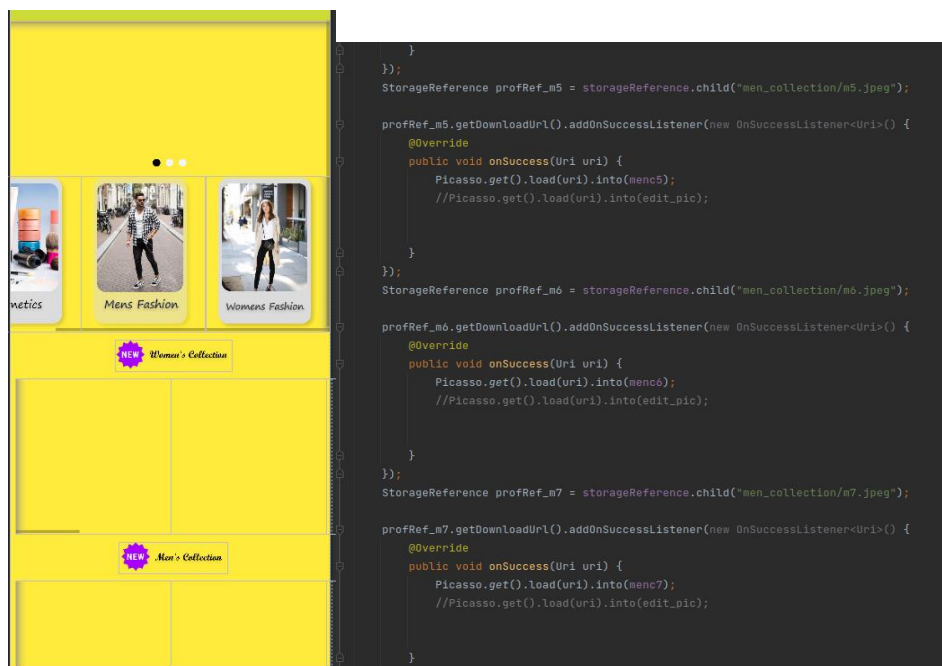 metics
Mens Fashion
Womens Fashion
NEW Women's Collection
NEW Men's Collection
}
});
StorageReference profRef_m5 = storageReference.child("men_collection/m5.jpeg");
profRef_m5.getDownloadUrl().addOnSuccessListener(new OnSuccessListener<Uri>() {
@Override
public void onSuccess(Uri uri) {
Picasso.get().load(uri).into(menc5);
//Picasso.get().load(uri).into(edit_pic);
}
});
StorageReference profRef_m6 = storageReference.child("men_collection/m6.jpeg");
profRef_m6.getDownloadUrl().addOnSuccessListener(new OnSuccessListener<Uri>() {
@Override
public void onSuccess(Uri uri) {
Picasso.get().load(uri).into(menc6);
//Picasso.get().load(uri).into(edit_pic);
}
});
StorageReference profRef_m7 = storageReference.child("men_collection/m7.jpeg");
profRef_m7.getDownloadUrl().addOnSuccessListener(new OnSuccessListener<Uri>() {
@Override
public void onSuccess(Uri uri) {
Picasso.get().load(uri).into(menc7);
//Picasso.get().load(uri).into(edit_pic);
}